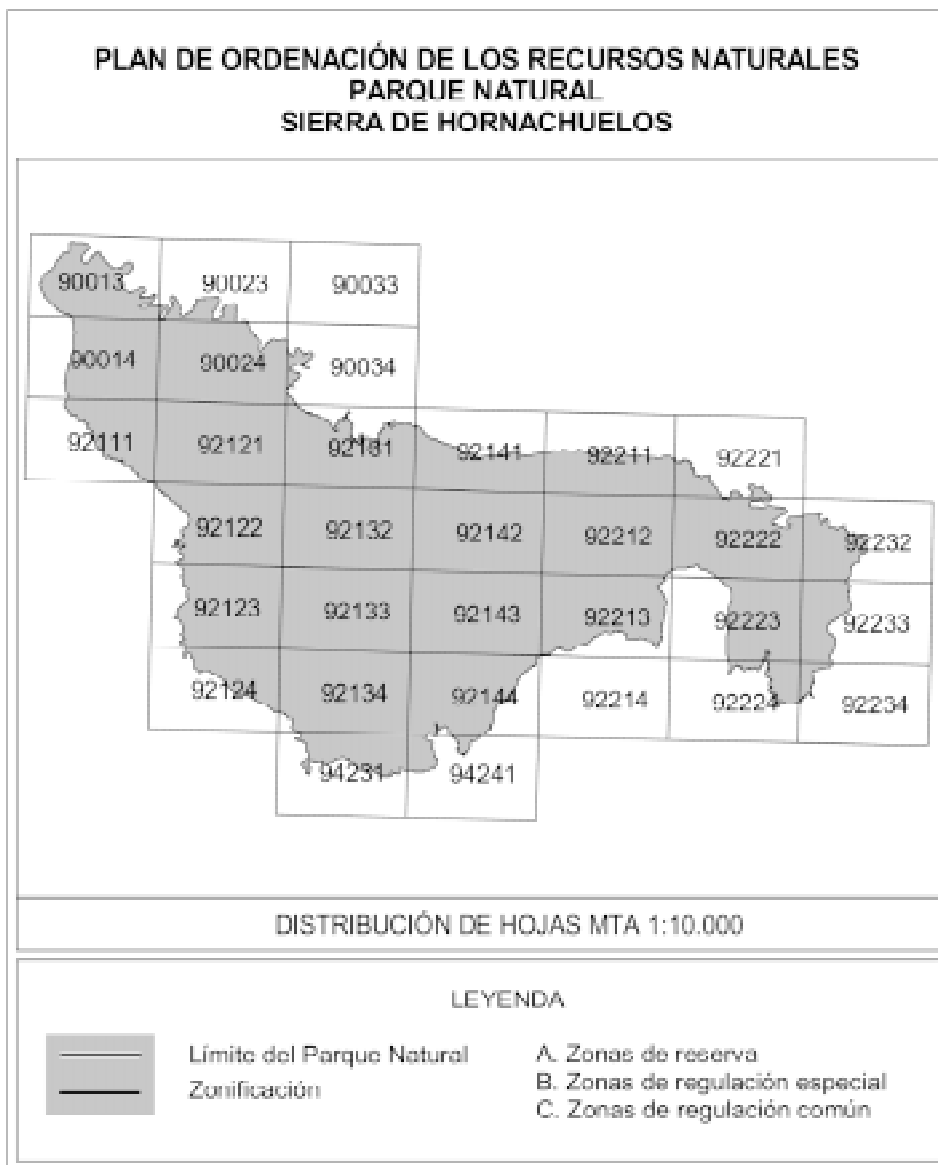 PLAN DE ORDENACIÓN DE LOS RECURSOS NATURALES
PARQUE NATURAL
SIERRA DE HORNACHUELOS
90013 90023 90033
90014 90024 90034
92111 92121 92131 92141 92211 92221
92122 92132 92142 92212 92222 92232
92123 92133 92143 92213 92223 92233
92124 92134 92144 92214 92224 92234
94231 94241
DISTRIBUCIÓN DE HOJAS MTA 1:10.000
LEYENDA
Límite del Parque Natural
Zonificación
A. Zonas de reserva
B. Zonas de regulación especial
C. Zonas de regulación común